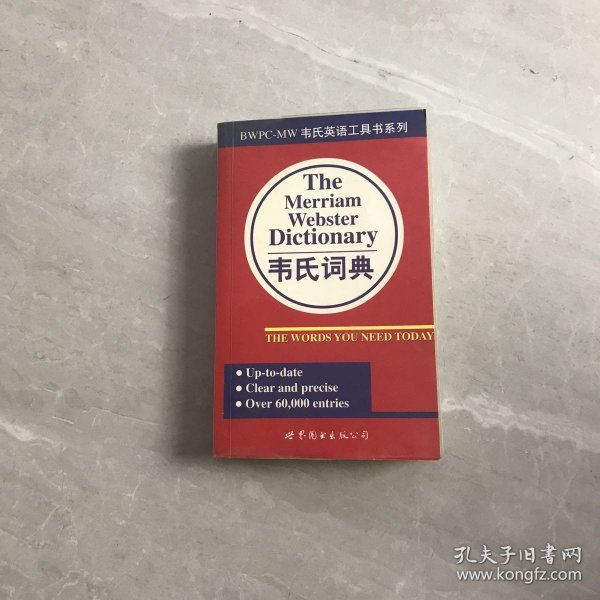 BWPC-MW 韦氏英语工具书系列
The
Merriam
Webster
Dictionary
韦氏词典
THE WORDS YOU NEED TODAY
● Up-to-date
● Clear and precise
● Over 60,000 entries
世界图书出版公司
孔夫子旧书网
www.kongfz.com